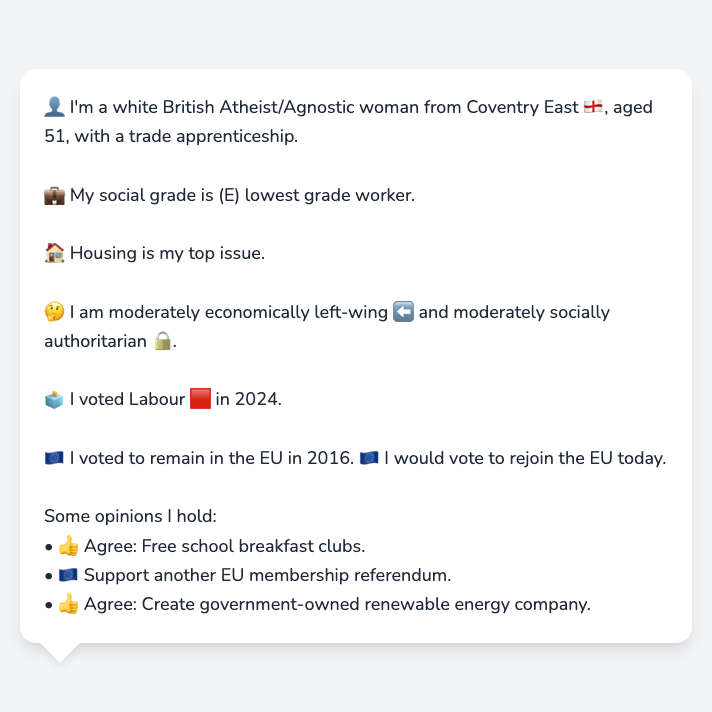 👤 I'm a white British Atheist/Agnostic woman from Coventry East 🏴󠁧󠁢󠁥󠁮󠁧󠁿, aged
51, with a trade apprenticeship.
💼 My social grade is (E) lowest grade worker.
🏠 Housing is my top issue.
🤔 I am moderately economically left-wing ⬅️ and moderately socially
authoritarian 🔒.
🗳️ I voted Labour 🟥 in 2024.
🇪🇺 I voted to remain in the EU in 2016. 🇪🇺 I would vote to rejoin the EU today.
Some opinions I hold:
• 👍 Agree: Free school breakfast clubs.
• 🇪🇺 Support another EU membership referendum.
• 👍 Agree: Create government-owned renewable energy company.